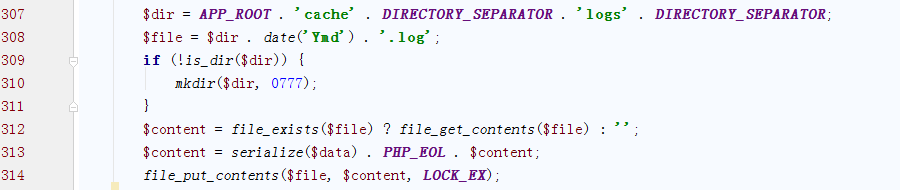 307 $dir = APP_ROOT . 'cache' . DIRECTORY_SEPARATOR . 'logs' . DIRECTORY_SEPARATOR;
308 $file = $dir . date('Ymd') . '.log';
309 if (!is_dir($dir)) {
310 mkdir($dir, 0777);
311 }
312 $content = file_exists($file) ? file_get_contents($file) : '';
313 $content = serialize($data) . PHP_EOL . $content;
314 file_put_contents($file, $content, LOCK_EX);